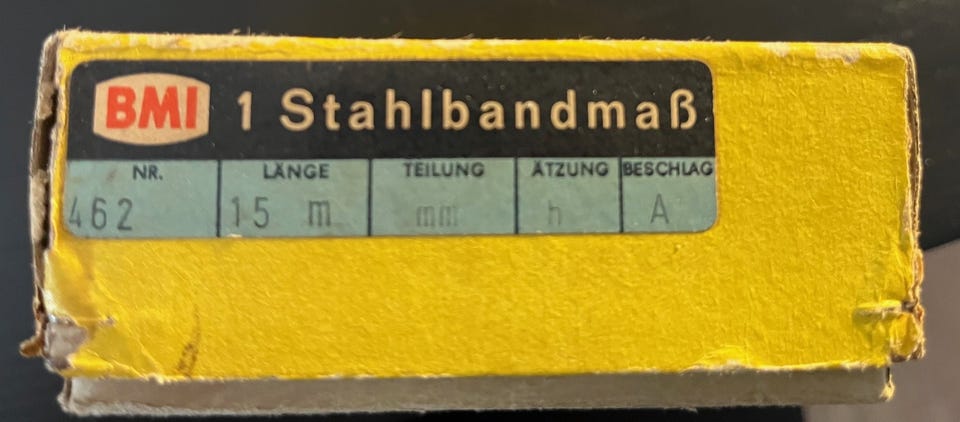 BMI 1 Stahlbandmaß
NR. LÄNGE TEILUNG ÄTZUNG BESCHLAG
462 15 m mm h A